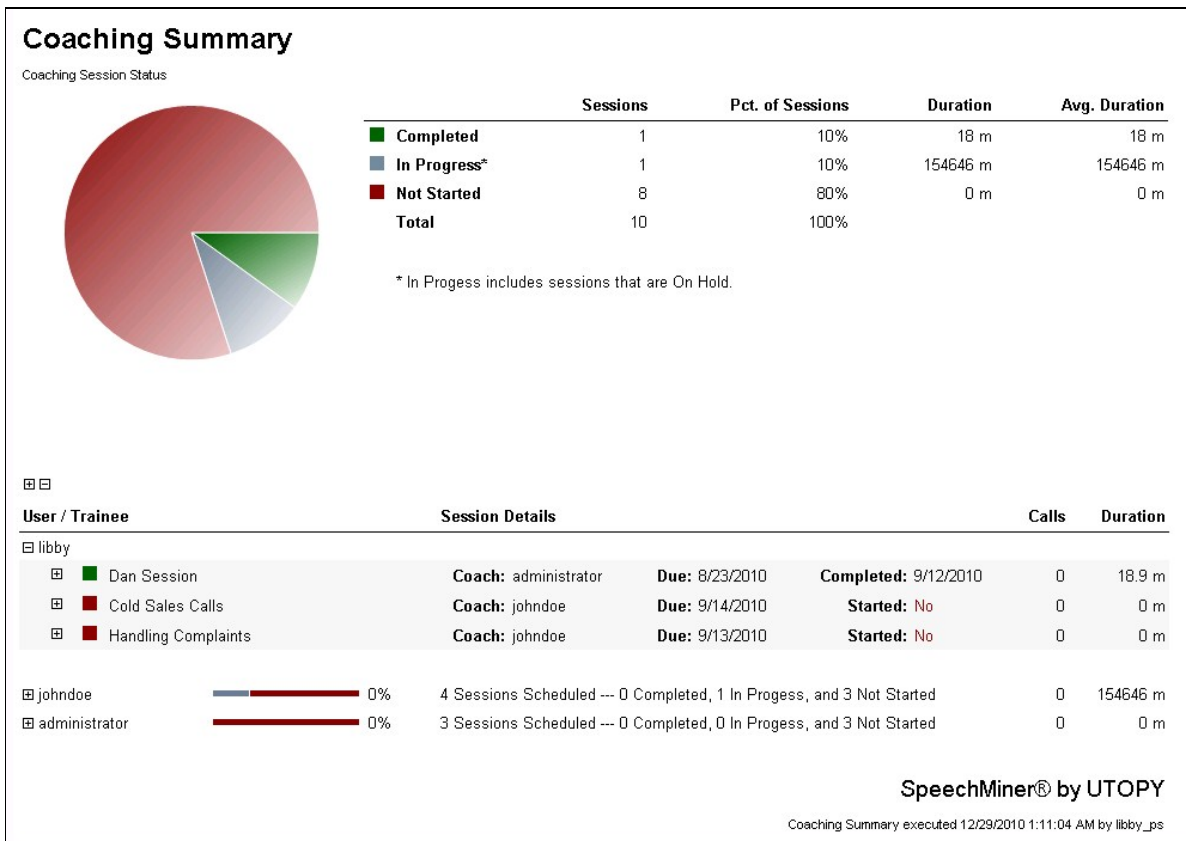 Coaching Summary
Coaching Session Status
Sessions Pct. of Sessions Duration Avg. Duration
Completed 1 10% 18 m 18 m
In Progress* 1 10% 154646 m 154646 m
Not Started 8 80% 0 m 0 m
Total 10 100%
* In Progess includes sessions that are On Hold.
User / Trainee Session Details Calls Duration
libby
Dan Session Coach: administrator Due: 8/23/2010 Completed: 9/12/2010 0 18.9 m
Cold Sales Calls Coach: johndoe Due: 9/14/2010 Started: No 0 0 m
Handling Complaints Coach: johndoe Due: 9/13/2010 Started: No 0 0 m
johndoe 0% 4 Sessions Scheduled --- 0 Completed, 1 In Progess, and 3 Not Started 0 154646 m
administrator 0% 3 Sessions Scheduled --- 0 Completed, 0 In Progess, and 3 Not Started 0 0 m
SpeechMiner® by UTOPY
Coaching Summary executed 12/29/2010 1:11:04 AM by libby_ps